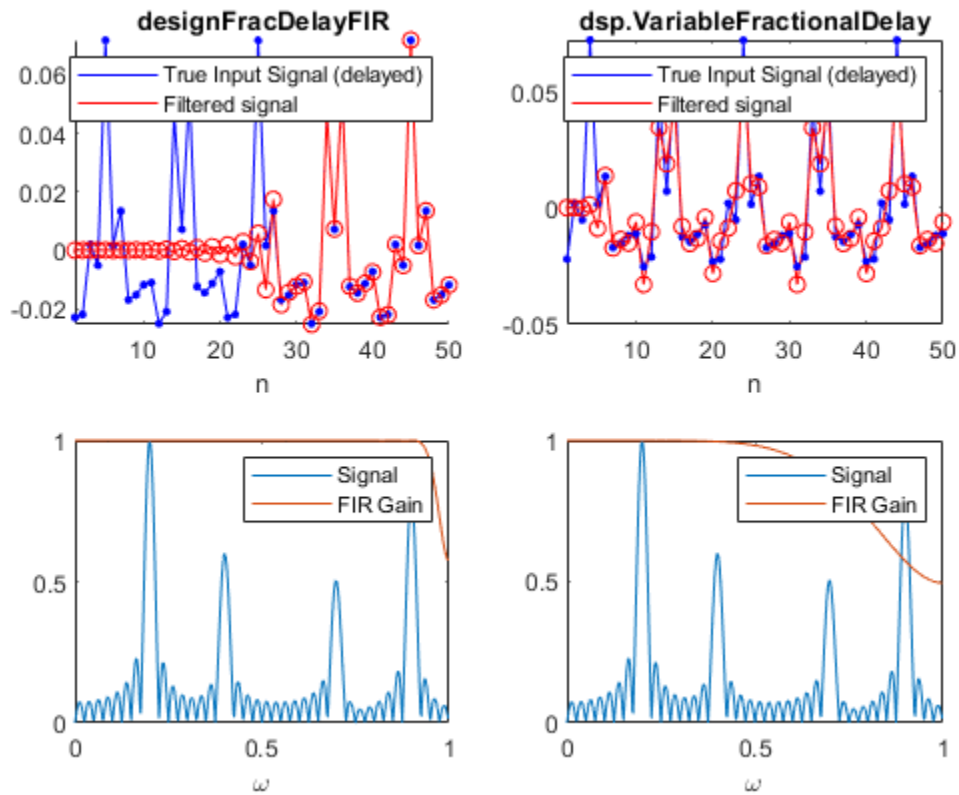 designFracDelayFIR
0.06
0.04
0.02
0
-0.02
10 20 30 40 50
n
True Input Signal (delayed)
Filtered signal
dsp.VariableFractionalDelay
0.05
0
-0.05
10 20 30 40 50
n
True Input Signal (delayed)
Filtered signal
1
0.5
0
0 0.5 1
ω
Signal
FIR Gain
1
0.5
0
0 0.5 1
ω
Signal
FIR Gain